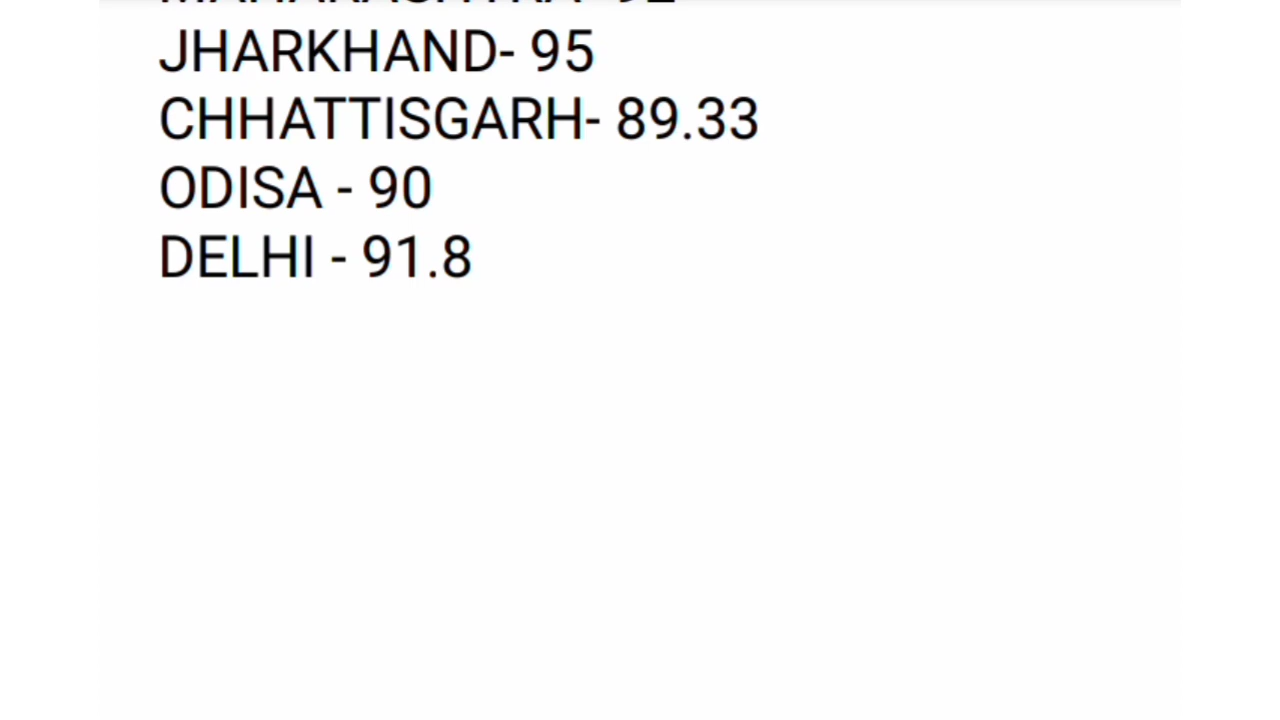 JHARKHAND- 95
CHHATTISGARH- 89.33
ODISA - 90
DELHI - 91.8